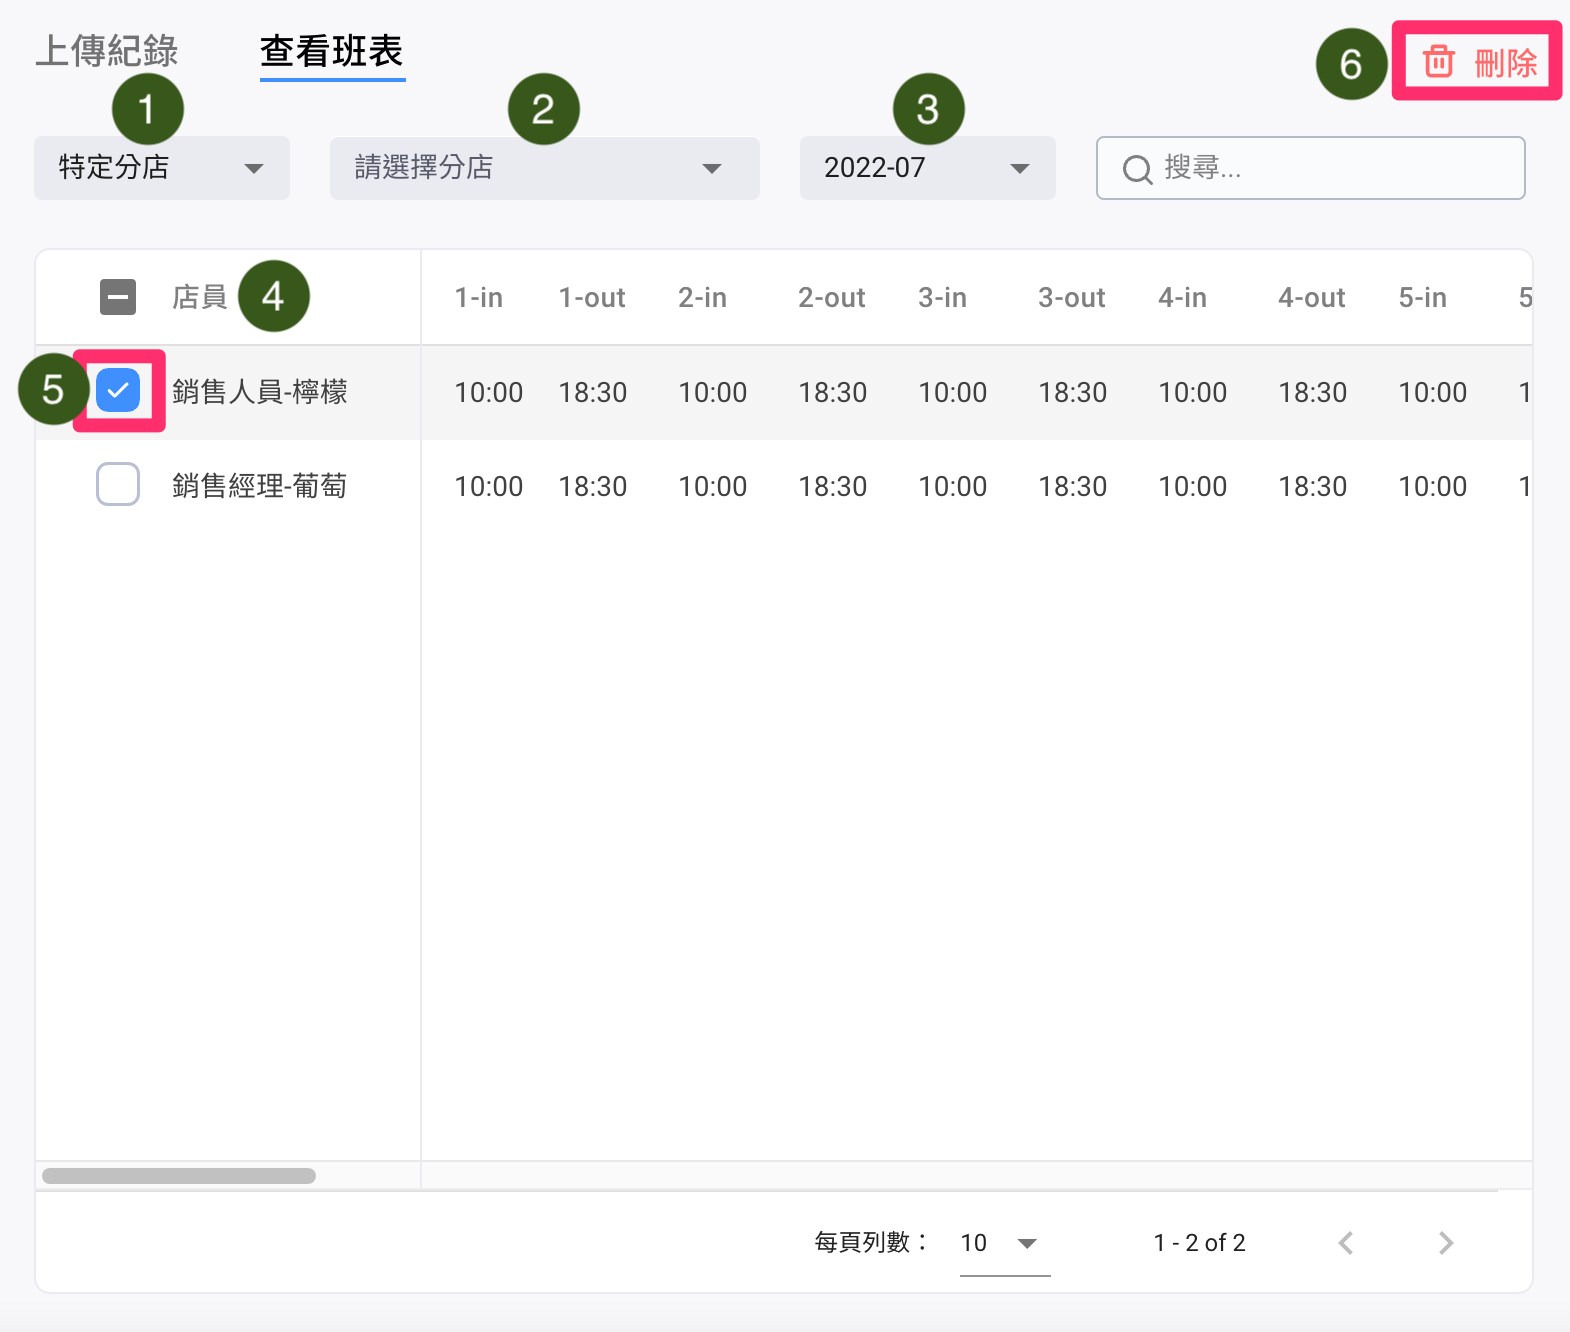 上傳紀錄 查看班表 6 刪除
1 2 3
特定分店 請選擇分店 2022-07 搜尋...
店員 4 1-in 1-out 2-in 2-out 3-in 3-out 4-in 4-out 5-in 5
5 銷售人員-檸檬 10:00 18:30 10:00 18:30 10:00 18:30 10:00 18:30 10:00 1
銷售經理-葡萄 10:00 18:30 10:00 18:30 10:00 18:30 10:00 18:30 10:00 1
每頁列數： 10 1 - 2 of 2